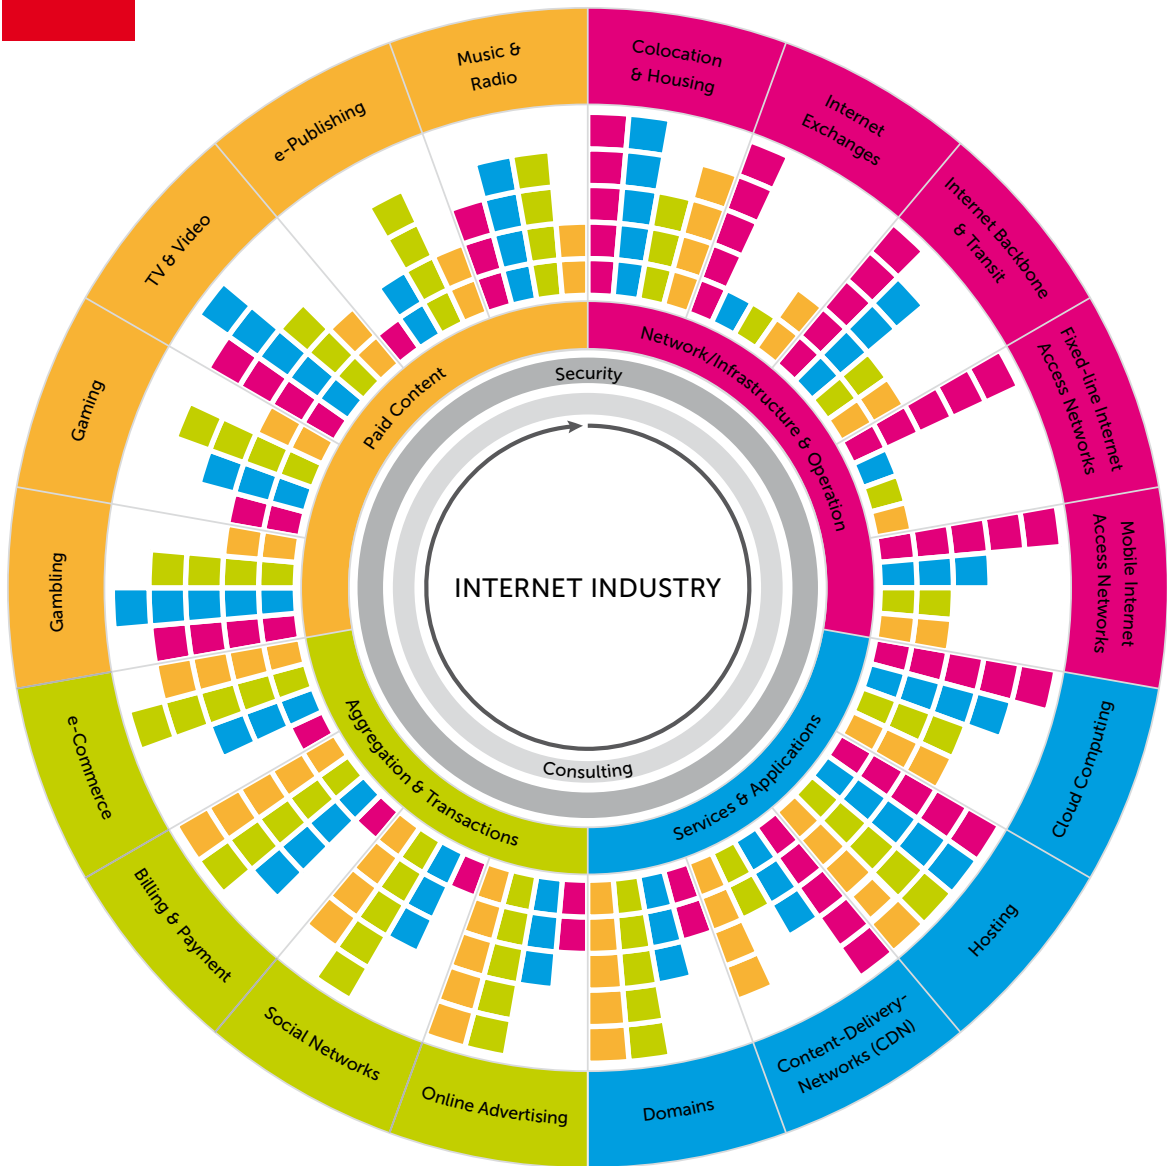 Colocation
& Housing
Internet
Exchanges
Internet Backbone
& Transit
Fixed-line Internet
Access Networks
Mobile Internet
Access Networks
Cloud Computing
Hosting
Content-Delivery-
Networks (CDN)
Domains
Online Advertising
Social Networks
Billing & Payment
e-Commerce
Gambling
Gaming
TV & Video
e-Publishing
Music &
Radio
Network/Infrastructure & Operation
Services & Applications
Aggregation & Transactions
Paid Content
Security
Consulting
INTERNET INDUSTRY